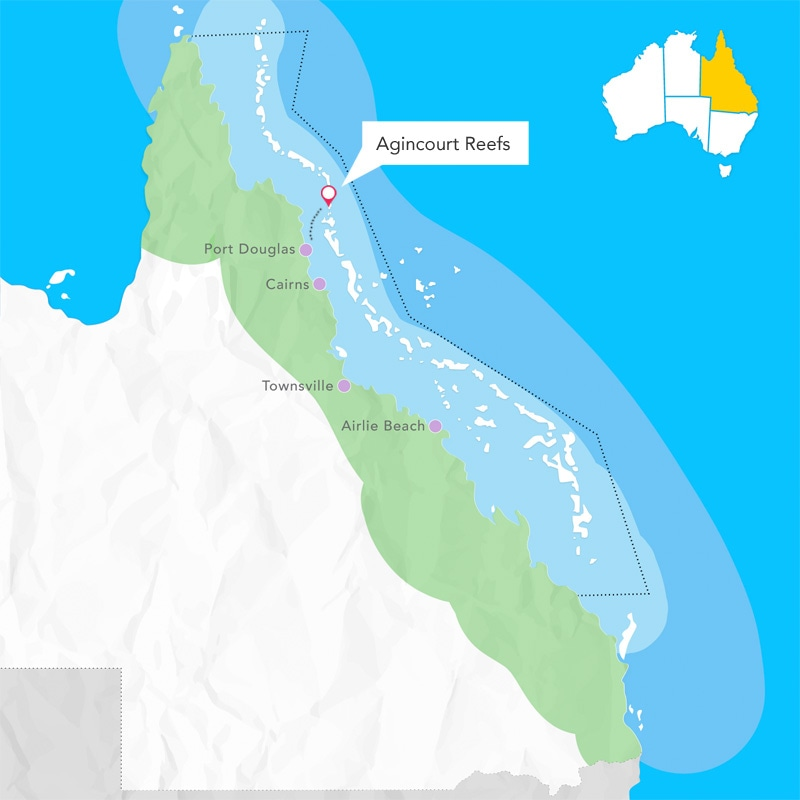 Agincourt Reefs
Port Douglas
Cairns
Townsville
Airlie Beach